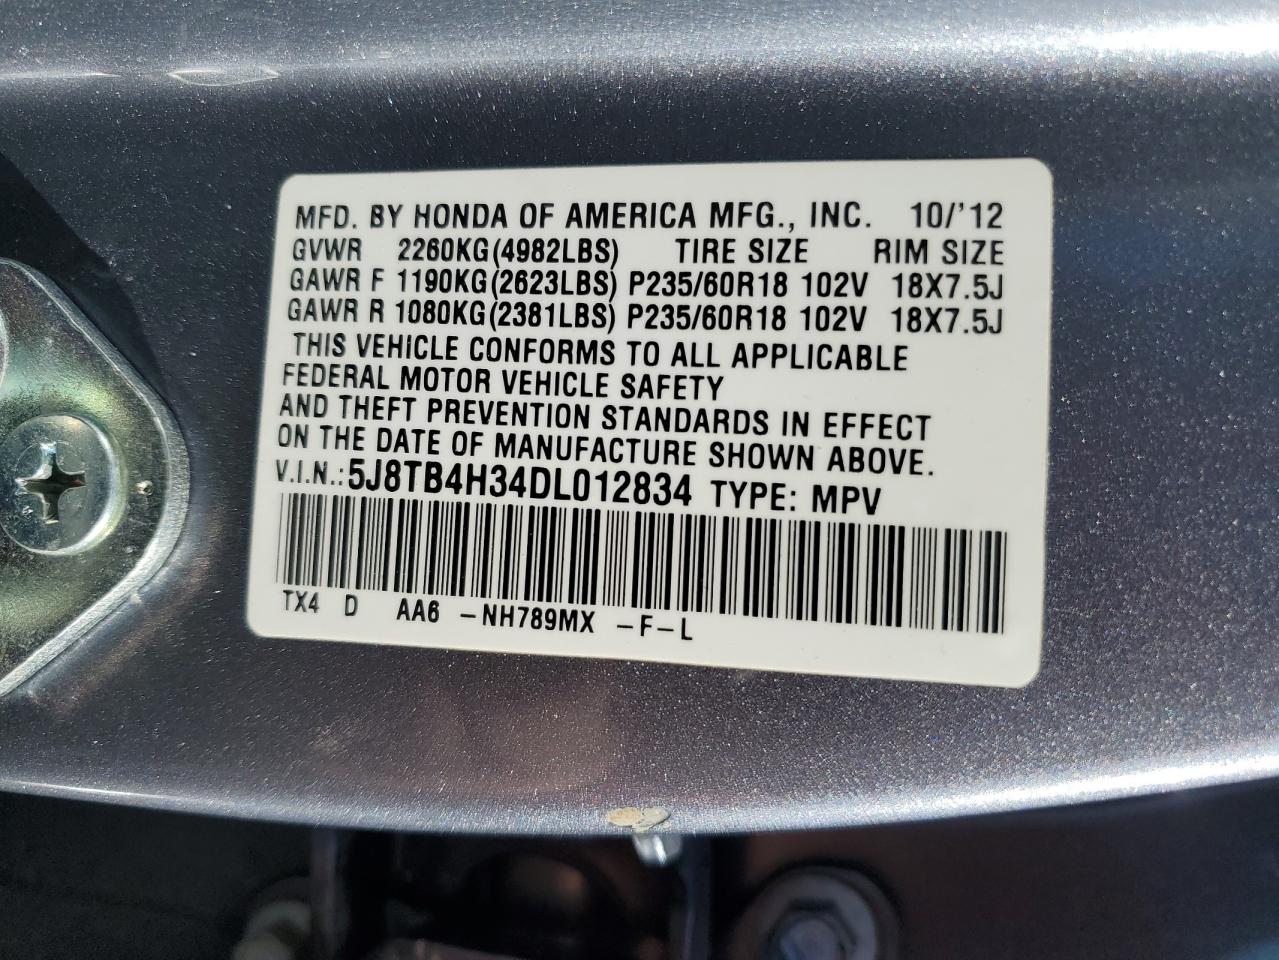 MFD. BY HONDA OF AMERICA MFG., INC. 10/'12
GVWR 2260KG(4982LBS) TIRE SIZE RIM SIZE
GAWR F 1190KG(2623LBS) P235/60R18 102V 18X7.5J
GAWR R 1080KG(2381LBS) P235/60R18 102V 18X7.5J
THIS VEHICLE CONFORMS TO ALL APPLICABLE
FEDERAL MOTOR VEHICLE SAFETY
AND THEFT PREVENTION STANDARDS IN EFFECT
ON THE DATE OF MANUFACTURE SHOWN ABOVE.
V.I.N.: 5J8TB4H34DL012834 TYPE: MPV
TX4 D AA6 -NH789MX -F-L